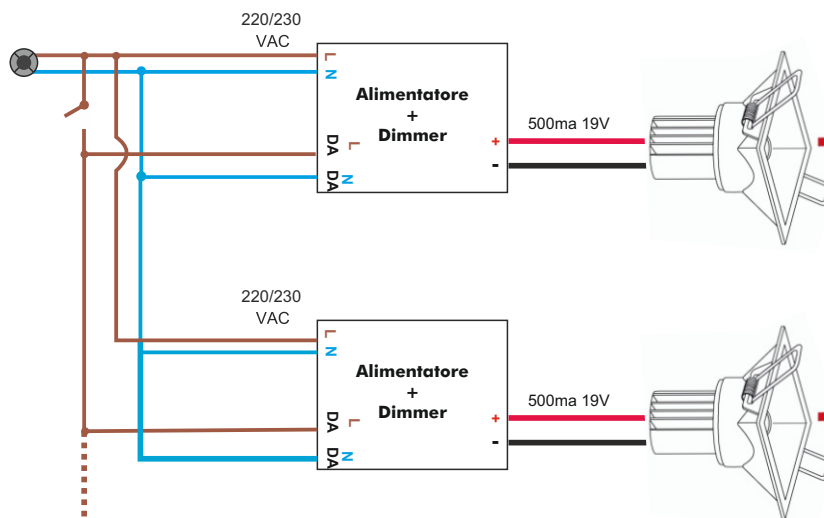 220/230
VAC
L
N
Alimentatore
+
Dimmer
DA
L
DA
N
+
-
500ma 19V
220/230
VAC
L
N
Alimentatore
+
Dimmer
DA
L
DA
N
+
-
500ma 19V